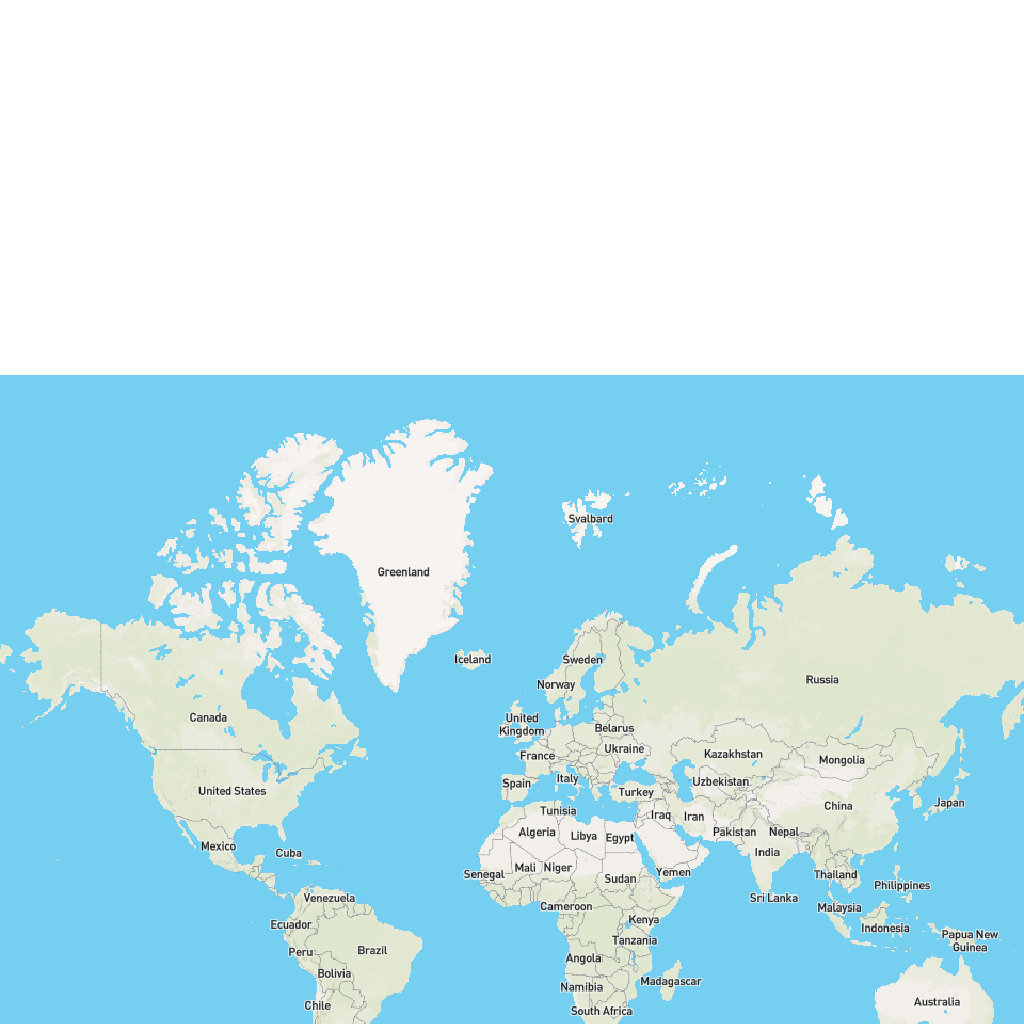 Svalbard
Greenland
Iceland
Sweden
Russia
Norway
Canada
United
Kingdom
Belarus
Ukraine
France
Kazakhstan
Mongolia
Italy
Spain
Uzbekistan
United States
Turkey
Japan
China
Tunisia
Iraq
Iran
Algeria
Libya
Egypt
Pakistan
Nepal
Mexico
Cuba
India
Mali
Niger
Senegal
Yemen
Sudan
Thailand
Philippines
Venezuela
Sri Lanka
Cameroon
Malaysia
Kenya
Ecuador
Indonesia
Papua New
Guinea
Tanzania
Peru
Brazil
Angola
Bolivia
Madagascar
Namibia
Chile
Australia
South Africa